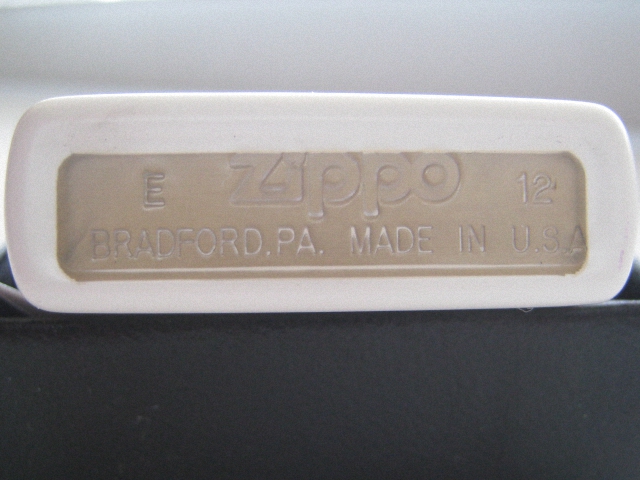 E Zippo 12
BRADFORD, PA. MADE IN U.S.A